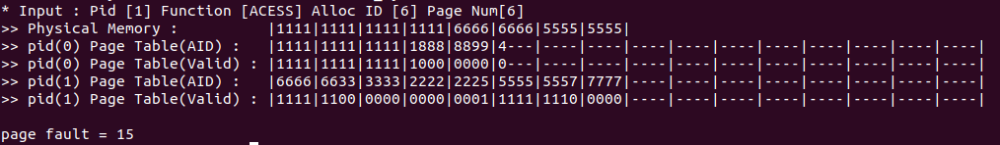 * Input : Pid [1] Function [ACESS] Alloc ID [6] Page Num[6]
>> Physical Memory :            |1111|1111|1111|1111|6666|6666|5555|5555|
>> pid(0) Page Table(AID) :   |1111|1111|1111|1888|8899|4---|----|----|----|----|----|----|----|----|----|----|
>> pid(0) Page Table(Valid) : |1111|1111|1111|1000|0000|0---|----|----|----|----|----|----|----|----|----|----|
>> pid(1) Page Table(AID) :   |6666|6633|3333|2222|2225|5555|5557|7777|----|----|----|----|----|----|----|----|
>> pid(1) Page Table(Valid) : |1111|1100|0000|0000|0001|1111|1110|0000|----|----|----|----|----|----|----|----|
page fault = 15